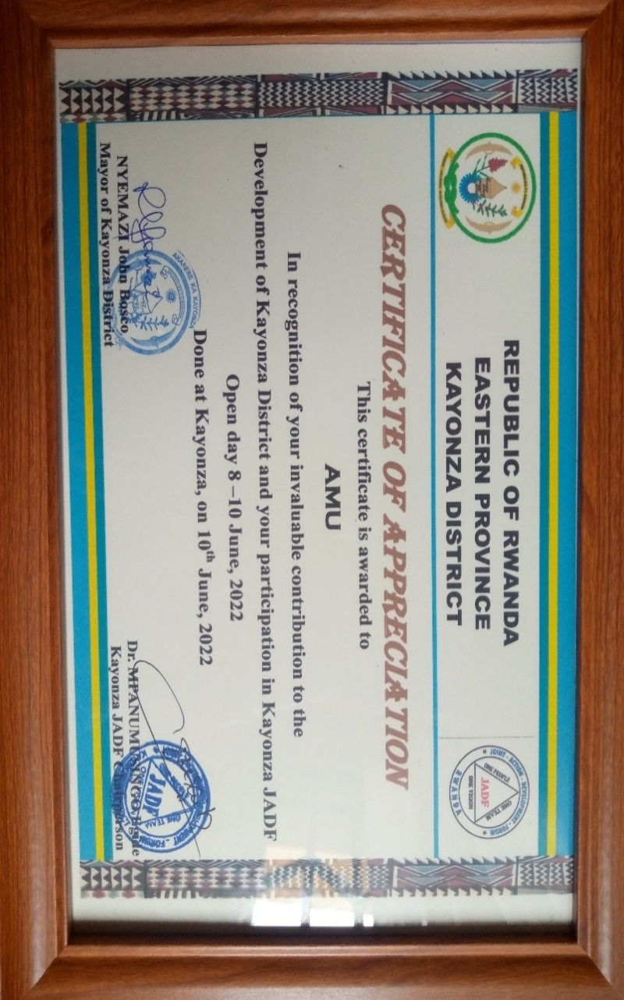 REPUBLIC OF RWANDA
EASTERN PROVINCE
KAYONZA DISTRICT
JOINT - ACTION - DEVELOPMENT - FORUM
RWANDA
ONE PEOPLE
ONE TEAM
ONE VISION
JADF
CERTIFICATE OF APPRECIATION
This certificate is awarded to
AMU
In recognition of your invaluable contribution to the
Development of Kayonza District and your participation in Kayonza JADF
Open day 8 –10 June, 2022
Done at Kayonza, on 10th June, 2022
AKARERE KA KAYONZA
NYEMAZI John Bosco
Mayor of Kayonza District
JADF
ONE TEAM
Dr.
Kayonza JADF Chairperson